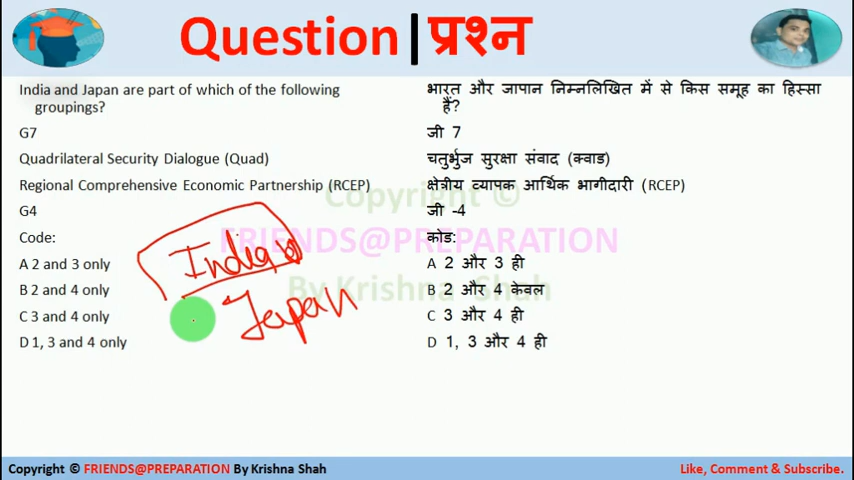 Question|प्रश्न
India and Japan are part of which of the following
groupings?
G7
Quadrilateral Security Dialogue (Quad)
Regional Comprehensive Economic Partnership (RCEP)
G4
Code:
A 2 and 3 only
B 2 and 4 only
C 3 and 4 only
D 1, 3 and 4 only
भारत और जापान निम्नलिखित में से किस समूह का हिस्सा
हैं?
जी 7
चतुर्भुज सुरक्षा संवाद (क्वाड)
क्षेत्रीय व्यापक आर्थिक भागीदारी (RCEP)
जी -4
कोड:
A 2 और 3 ही
B 2 और 4 केवल
C 3 और 4 ही
D 1, 3 और 4 ही
Copyright ©
FRIENDS@PREPARATION
By Krishna Shah
India
Japan
Copyright © FRIENDS@PREPARATION By Krishna Shah
Like, Comment & Subscribe.